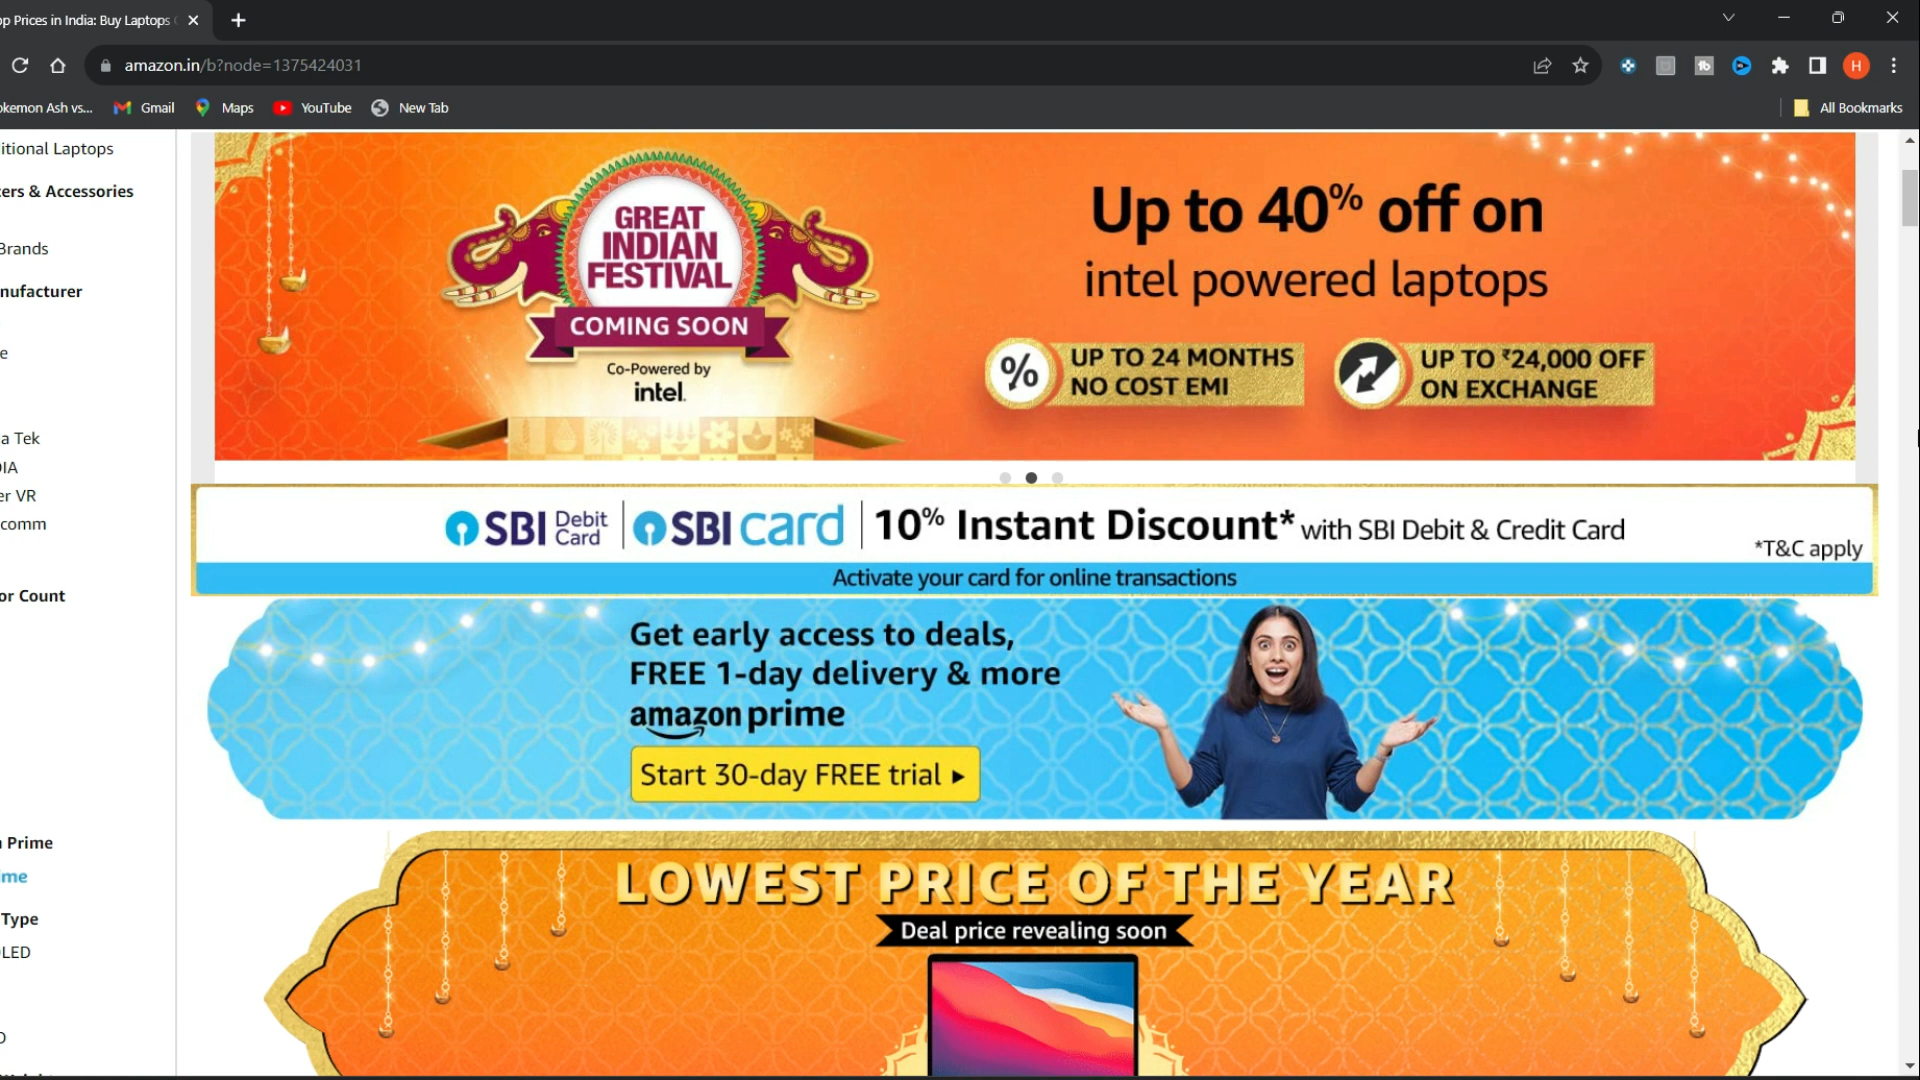 op Prices in India: Buy Laptops
amazon.in/b?node=1375424031
okemon Ash vs...
Gmail
Maps
YouTube
New Tab
All Bookmarks
itional Laptops
ters & Accessories
Brands
nufacturer
e
a Tek
DIA
er VR
comm
or Count
Prime
ime
Type
LED
GREAT
INDIAN
FESTIVAL
COMING SOON
Co-Powered by
intel.
Up to 40% off on
intel powered laptops
% UP TO 24 MONTHS
NO COST EMI
UP TO ₹24,000 OFF
ON EXCHANGE
SBI Debit Card SBI card 10% Instant Discount* with SBI Debit & Credit Card
*T&C apply
Activate your card for online transactions
Get early access to deals,
FREE 1-day delivery & more
amazon prime
Start 30-day FREE trial ▸
LOWEST PRICE OF THE YEAR
Deal price revealing soon
H